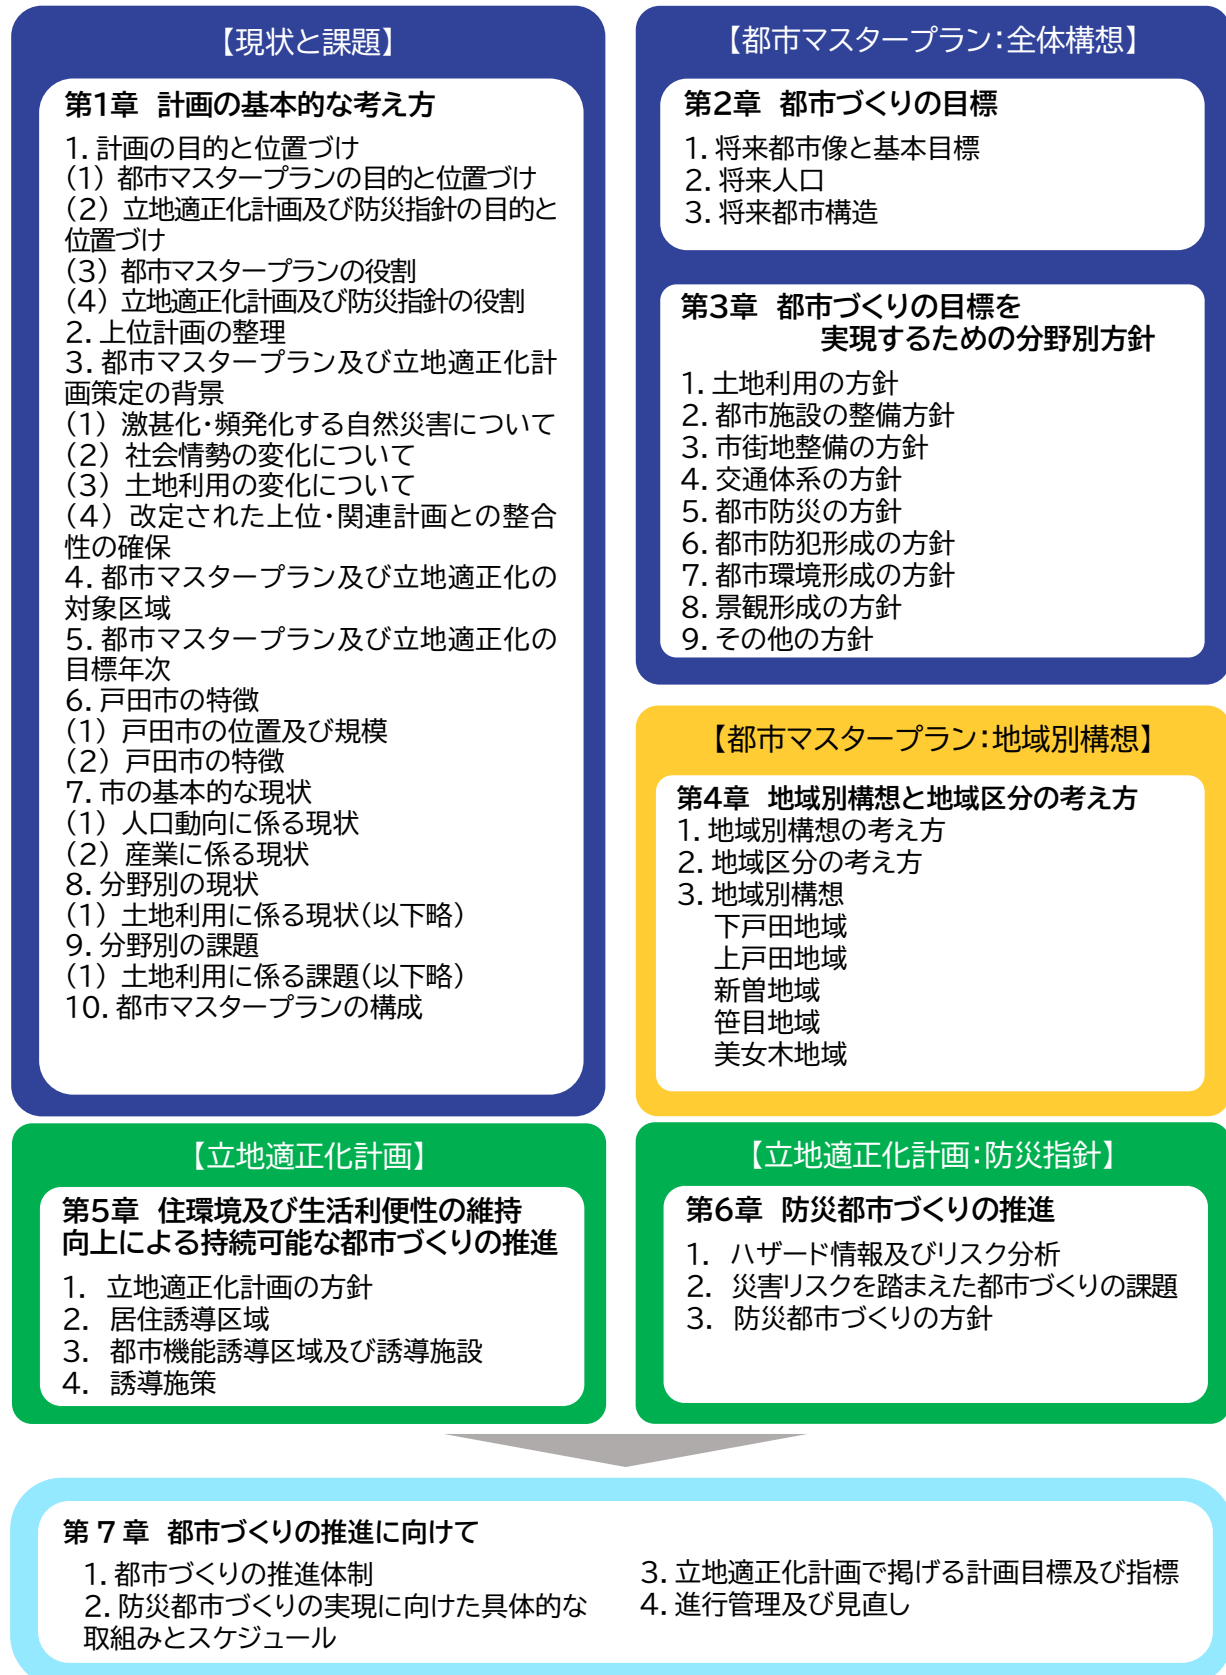 【現状と課題】
第1章 計画の基本的な考え方
1. 計画の目的と位置づけ
(1) 都市マスタープランの目的と位置づけ
(2) 立地適正化計画及び防災指針の目的と
位置づけ
(3) 都市マスタープランの役割
(4) 立地適正化計画及び防災指針の役割
2. 上位計画の整理
3. 都市マスタープラン及び立地適正化計
画策定の背景
(1) 激甚化・頻発化する自然災害について
(2) 社会情勢の変化について
(3) 土地利用の変化について
(4) 改定された上位・関連計画との整合
性の確保
4. 都市マスタープラン及び立地適正化の
対象区域
5. 都市マスタープラン及び立地適正化の
目標年次
6. 戸田市の特徴
(1) 戸田市の位置及び規模
(2) 戸田市の特徴
7. 市の基本的な現状
(1) 人口動向に係る現状
(2) 産業に係る現状
8. 分野別の現状
(1) 土地利用に係る現状(以下略)
9. 分野別の課題
(1) 土地利用に係る課題(以下略)
10. 都市マスタープランの構成
【都市マスタープラン:全体構想】
第2章 都市づくりの目標
1. 将来都市像と基本目標
2. 将来人口
3. 将来都市構造
第3章 都市づくりの目標を
実現するための分野別方針
1. 土地利用の方針
2. 都市施設の整備方針
3. 市街地整備の方針
4. 交通体系の方針
5. 都市防災の方針
6. 都市防犯形成の方針
7. 都市環境形成の方針
8. 景観形成の方針
9. その他の方針
【都市マスタープラン:地域別構想】
第4章 地域別構想と地域区分の考え方
1. 地域別構想の考え方
2. 地域区分の考え方
3. 地域別構想
下戸田地域
上戸田地域
新曽地域
笹目地域
美女木地域
【立地適正化計画】
第5章 住環境及び生活利便性の維持
向上による持続可能な都市づくりの推進
1. 立地適正化計画の方針
2. 居住誘導区域
3. 都市機能誘導区域及び誘導施設
4. 誘導施策
【立地適正化計画:防災指針】
第6章 防災都市づくりの推進
1. ハザード情報及びリスク分析
2. 災害リスクを踏まえた都市づくりの課題
3. 防災都市づくりの方針
第7章 都市づくりの推進に向けて
1. 都市づくりの推進体制
2. 防災都市づくりの実現に向けた具体的な
取組みとスケジュール
3. 立地適正化計画で掲げる計画目標及び指標
4. 進行管理及び見直し